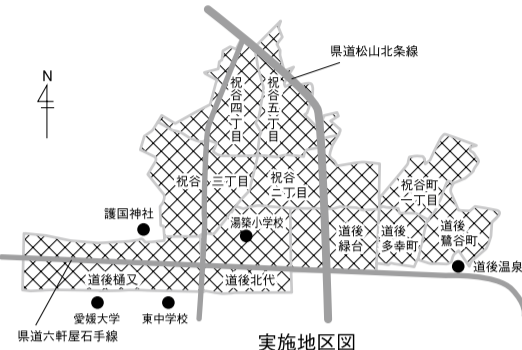 県道松山北条線
N
祝谷四丁目
祝谷五丁目
祝谷 三丁目
祝谷
二丁目
祝谷町
一丁目
護国神社
湯築小学校
道後
緑台
道後
多幸町
道後
鷺谷町
道後温泉
道後樋又
道後北代
愛媛大学
東中学校
県道六軒屋石手線
実施地区図